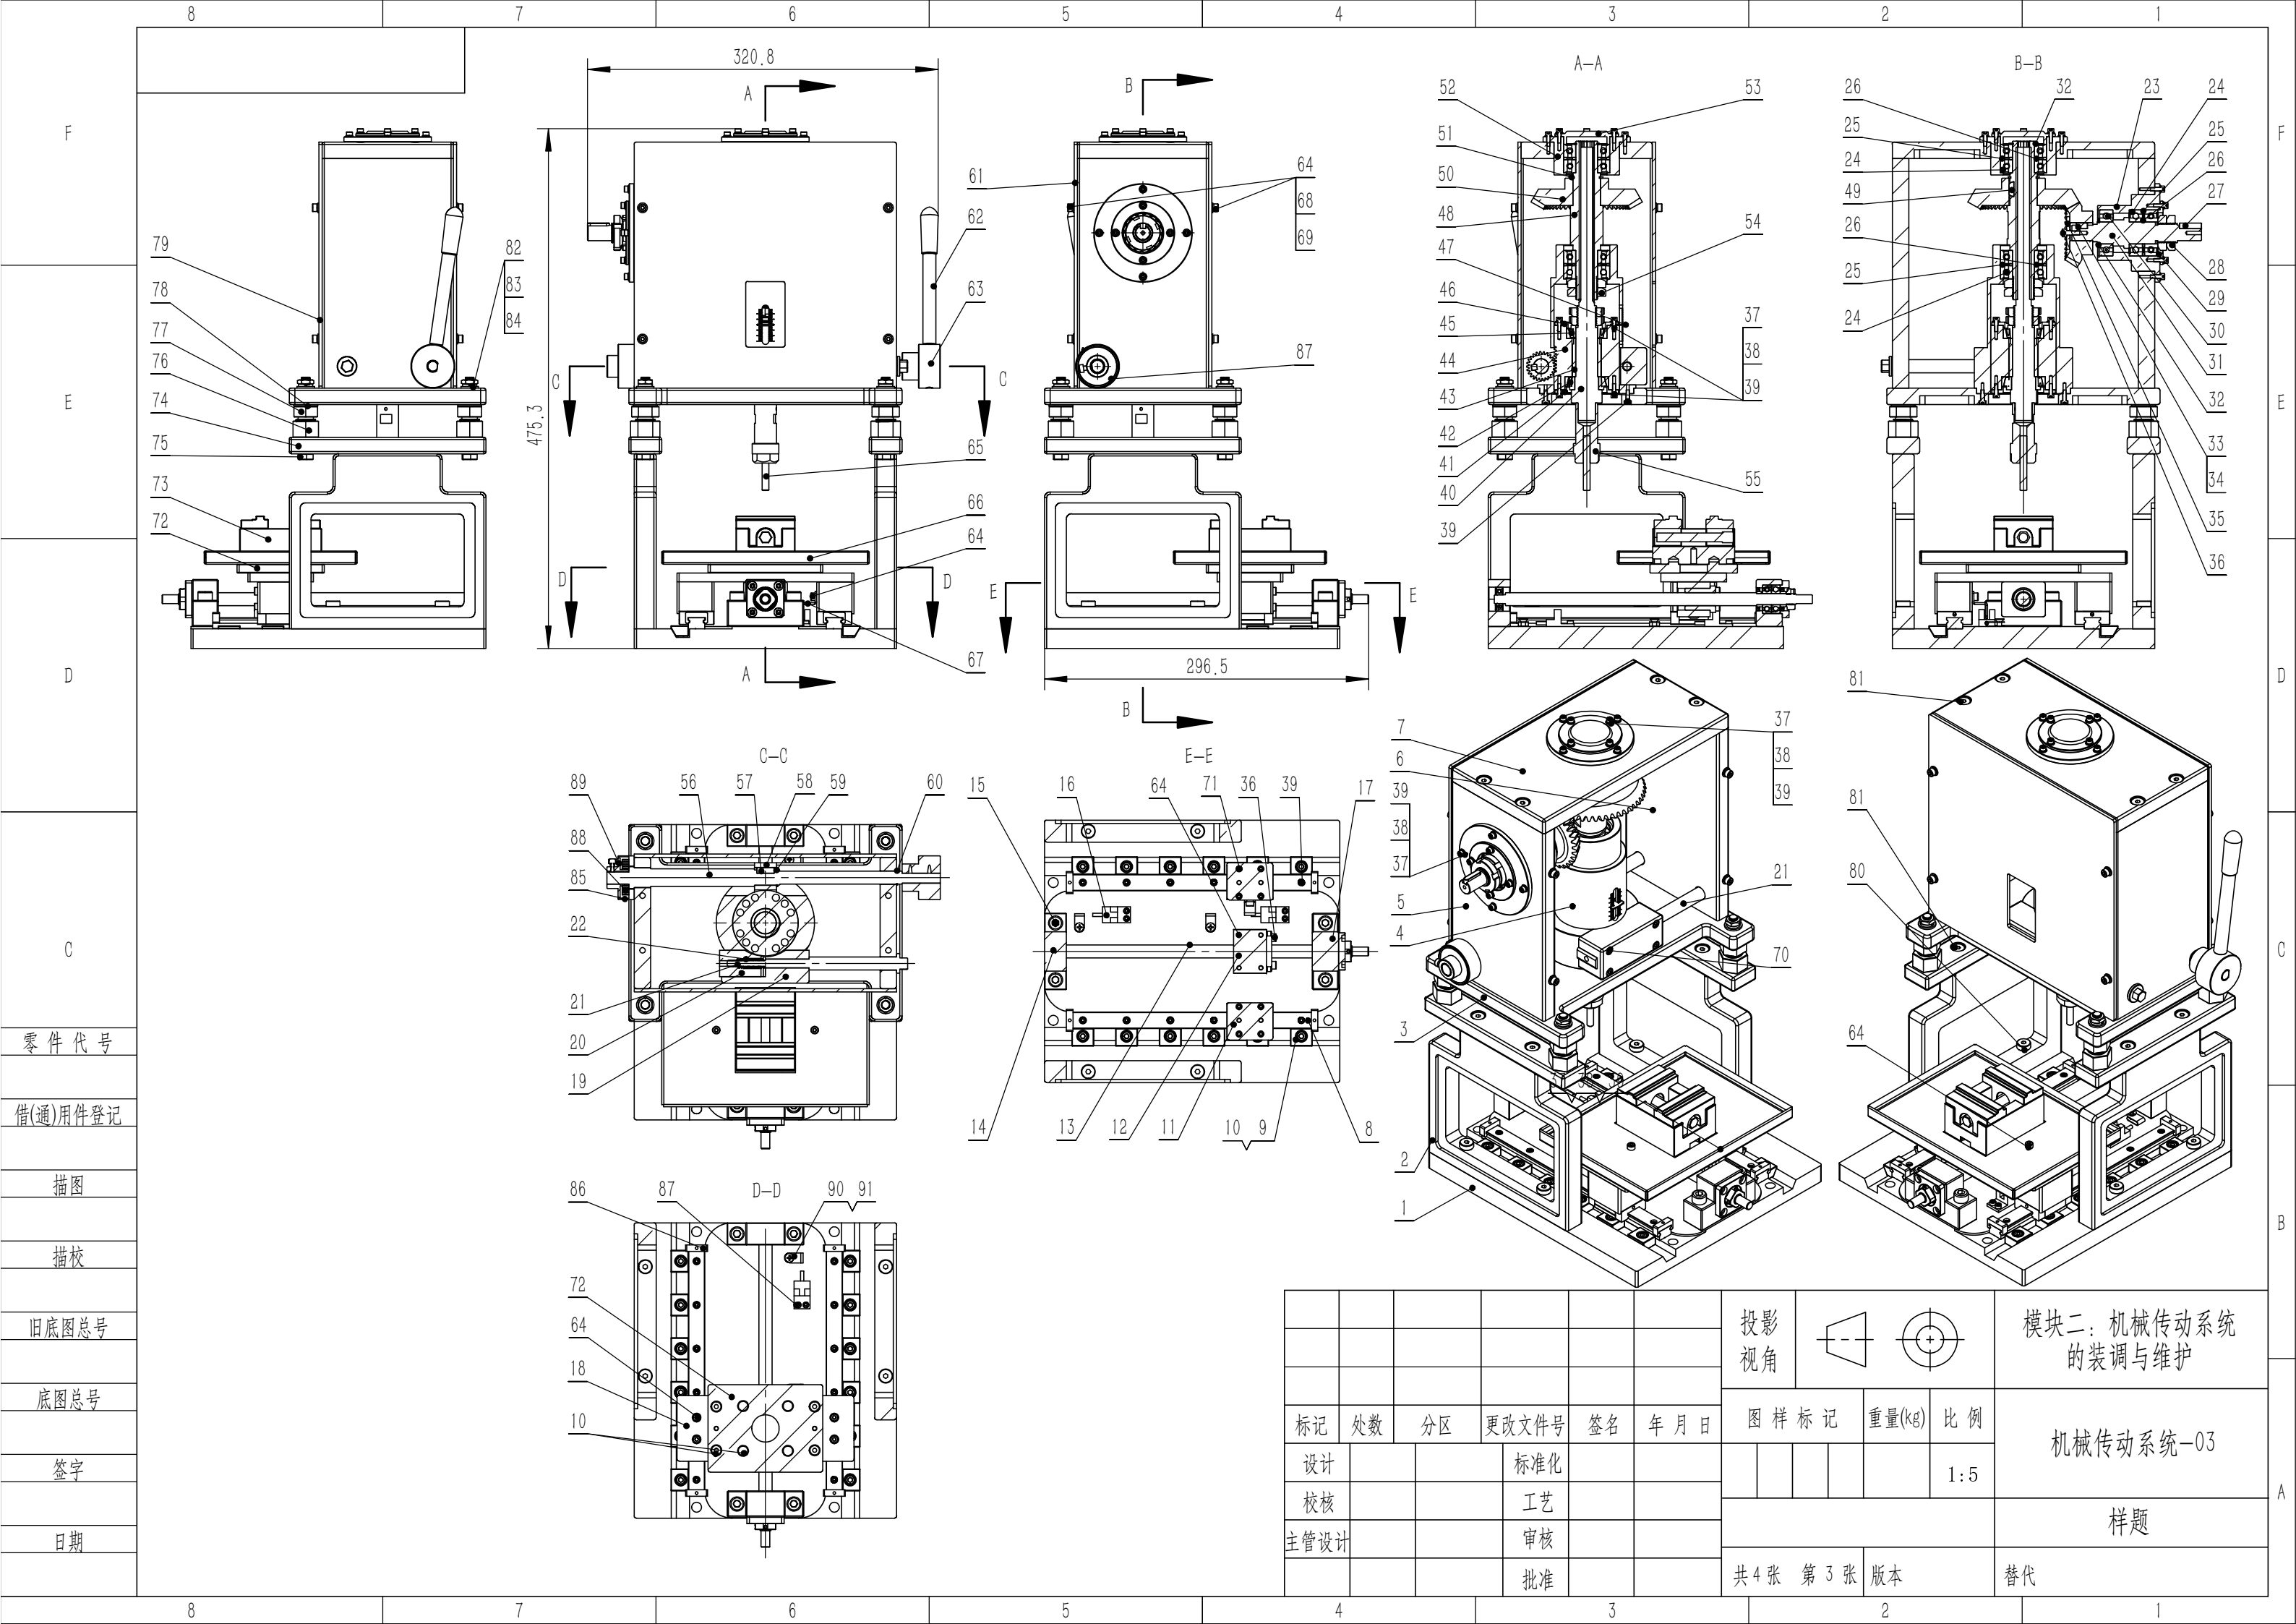 8 7 6 5 4 3 2 1
F
E
D
C
B
A
F
E
D
C
B
A
零件代号
借(通)用件登记
描图
描校
旧底图总号
底图总号
签字
日期
79
78
77
76
74
75
73
72
82
83
84
320.8
475.3
A
A
C
C
D
D
61
62
63
65
66
64
67
B
B
64
68
69
87
E
E
296.5
A-A
52
51
50
48
47
46
45
44
43
42
41
40
39
53
54
37
38
39
55
B-B
26
25
24
49
26
25
24
32
23
24
25
26
27
28
29
30
31
32
33
34
35
36
C-C
89
88
85
22
21
20
19
56
57
58
59
60
E-E
15
16
64
71
36
39
17
14
13
12
11
10
9
8
D-D
86
87
90
91
72
64
18
10
7
6
39
38
37
5
4
3
2
1
37
38
39
21
70
81
81
80
64
标记 处数 分区 更改文件号 签名 年月日
设计 标准化
校核 工艺
主管设计 审核
批准
投影
视角
图样标记 重量(kg) 比例
1:5
共4张 第3张 版本 替代
模块二：机械传动系统
的装调与维护
机械传动系统-03
样题
8 7 6 5 4 3 2 1